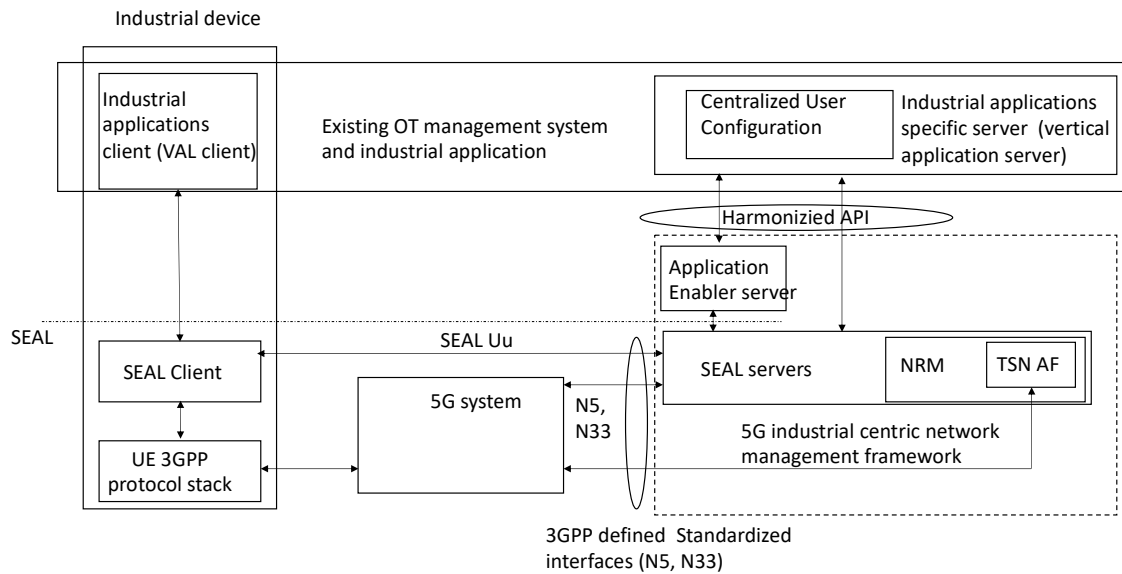 Industrial device
Industrial
applications
client (VAL client)
Existing OT management system
and industrial application
Centralized User
Configuration
Industrial applications
specific server (vertical
application server)
Harmonizied API
Application
Enabler server
SEAL
SEAL Uu
SEAL Client
SEAL servers
NRM
TSN AF
5G system
N5,
N33
5G industrial centric network
management framework
UE 3GPP
protocol stack
3GPP defined Standardized
interfaces (N5, N33)